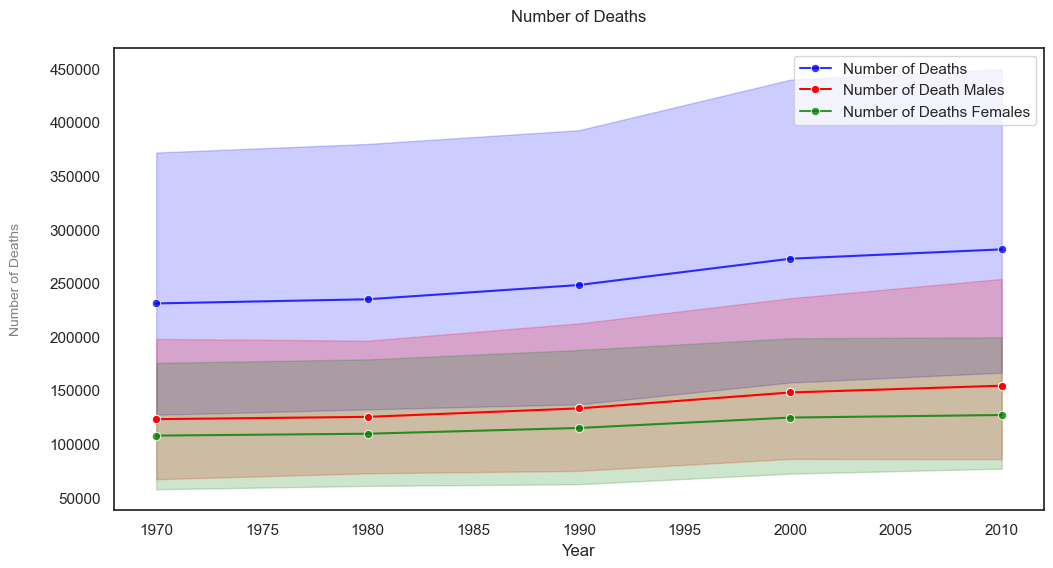 Number of Deaths
450000
400000
350000
300000
250000
200000
150000
100000
50000
Number of Deaths
Number of Deaths
Number of Death Males
Number of Deaths Females
1970 1975 1980 1985 1990 1995 2000 2005 2010
Year